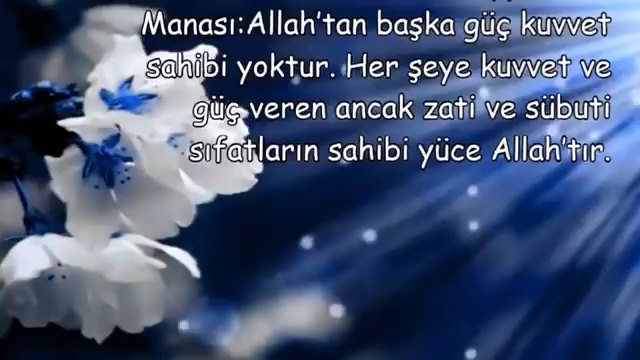 Manası:Allah'tan başka güç kuvvet
sahibi yoktur. Her şeye kuvvet ve
güç veren ancak zati ve sübuti
sıfatların sahibi yüce Allah'tır.